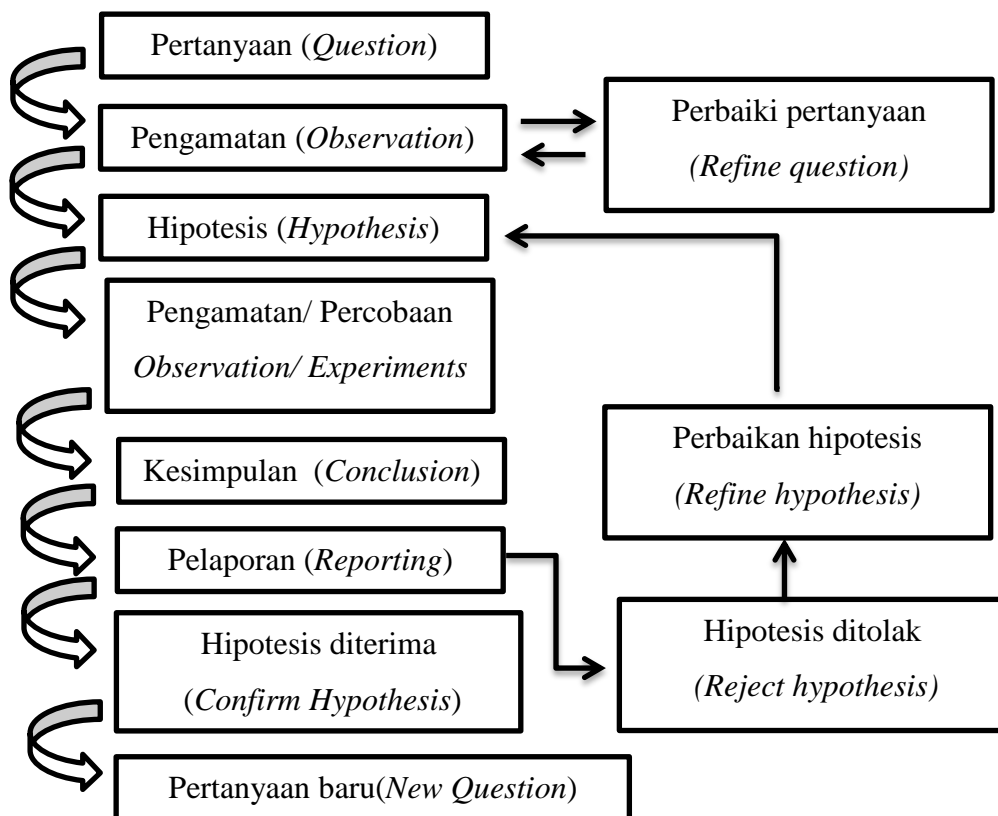 Pertanyaan (Question)
Pengamatan (Observation)
Perbaiki pertanyaan
(Refine question)
Hipotesis (Hypothesis)
Pengamatan/ Percobaan
Observation/ Experiments
Kesimpulan  (Conclusion)
Perbaikan hipotesis
(Refine hypothesis)
Pelaporan (Reporting)
Hipotesis diterima
(Confirm Hypothesis)
Hipotesis ditolak
(Reject hypothesis)
Pertanyaan baru(New Question)